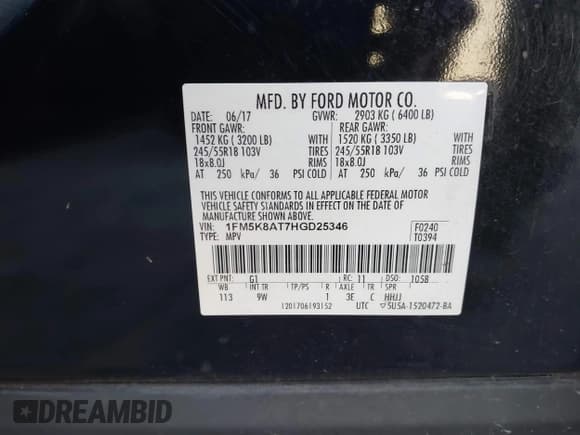 MFD. BY FORD MOTOR CO.
DATE: 06/17 GVWR: 2903 KG ( 6400 LB)
FRONT GAWR: REAR GAWR:
1452 KG ( 3200 LB) WITH 1520 KG ( 3350 LB) WITH
245/55R18 103V TIRES 245/55R18 103V TIRES
18x8.0J RIMS 18x8.0J RIMS
AT 250 kPa/ 36 PSI COLD AT 250 kPa/ 36 PSI COLD
THIS VEHICLE CONFORMS TO ALL APPLICABLE FEDERAL MOTOR
VEHICLE SAFETY STANDARDS IN EFFECT ON THE DATE OF
MANUFACTURE SHOWN ABOVE.
VIN: 1FM5K8AT7HGD25346 F0240
TYPE: MPV T0394
EXT PNT: G1 RC: 11 DSO: 105B
WB INT TR TP/PS R AXLE TR SPR
113 9W 1 3E C HHJJ
1201706193152 UTC ▽5U5A-1520472-BA
DREAMBID